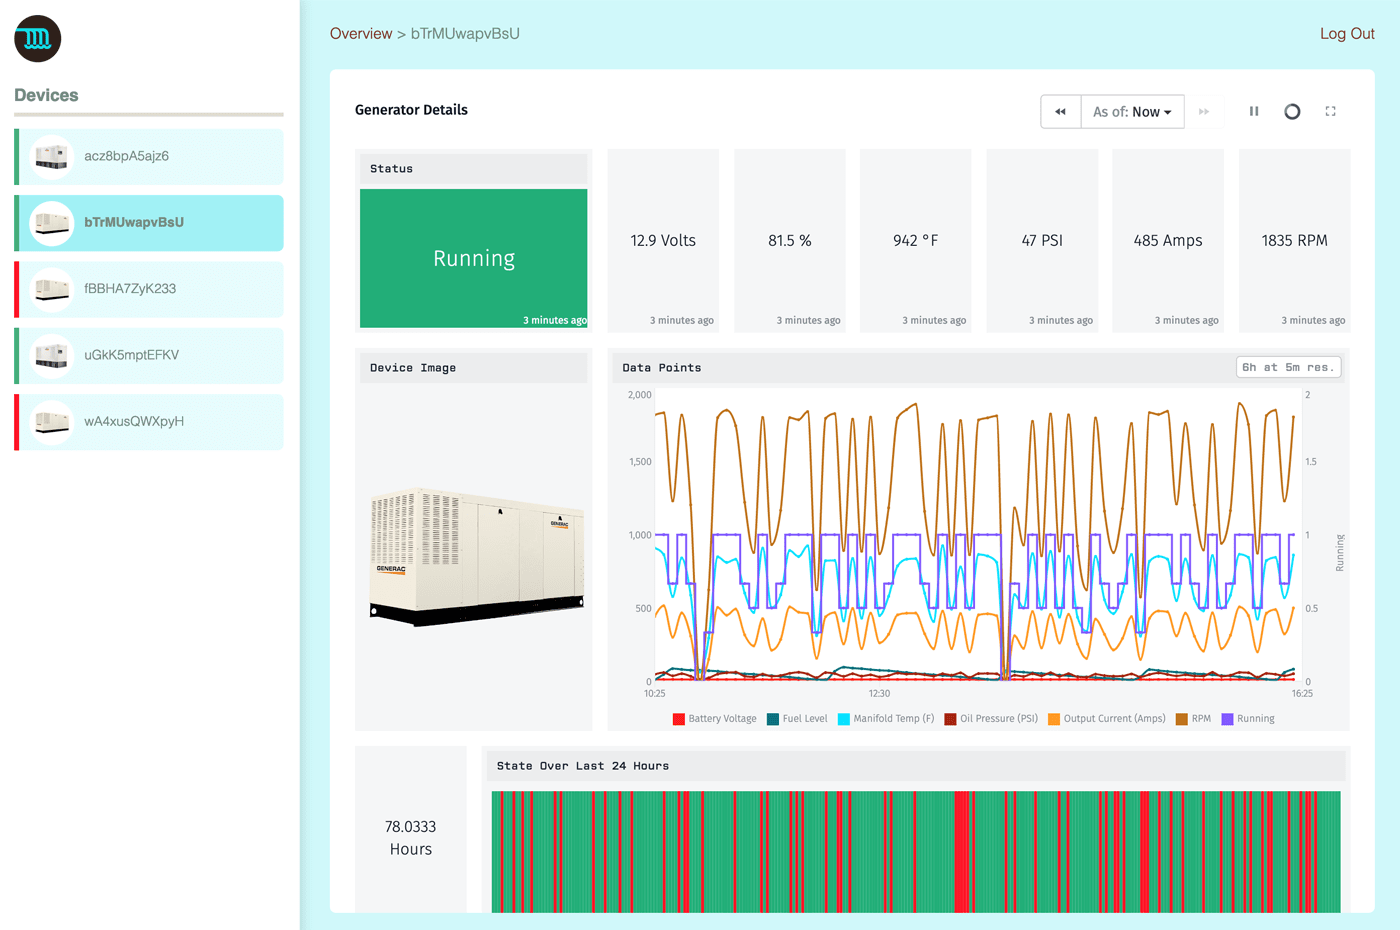 Devices
acz8bpA5ajz6
bTrMUwapvBsU
fBBHA7ZyK233
uGkK5mptEFKV
wA4xusQWXpyH
Overview > bTrMUwapvBsU
Log Out
Generator Details
As of: Now
Status
Running
3 minutes ago
12.9 Volts
3 minutes ago
81.5 %
3 minutes ago
942 °F
3 minutes ago
47 PSI
3 minutes ago
485 Amps
3 minutes ago
1835 RPM
3 minutes ago
Device Image
GENERAC
GENERAC
Data Points
6h at 5m res.
2,000
1,500
1,000
500
0
2
1.5
1
0.5
0
Running
10:25
12:30
16:25
Battery Voltage
Fuel Level
Manifold Temp (F)
Oil Pressure (PSI)
Output Current (Amps)
RPM
Running
78.0333
Hours
State Over Last 24 Hours